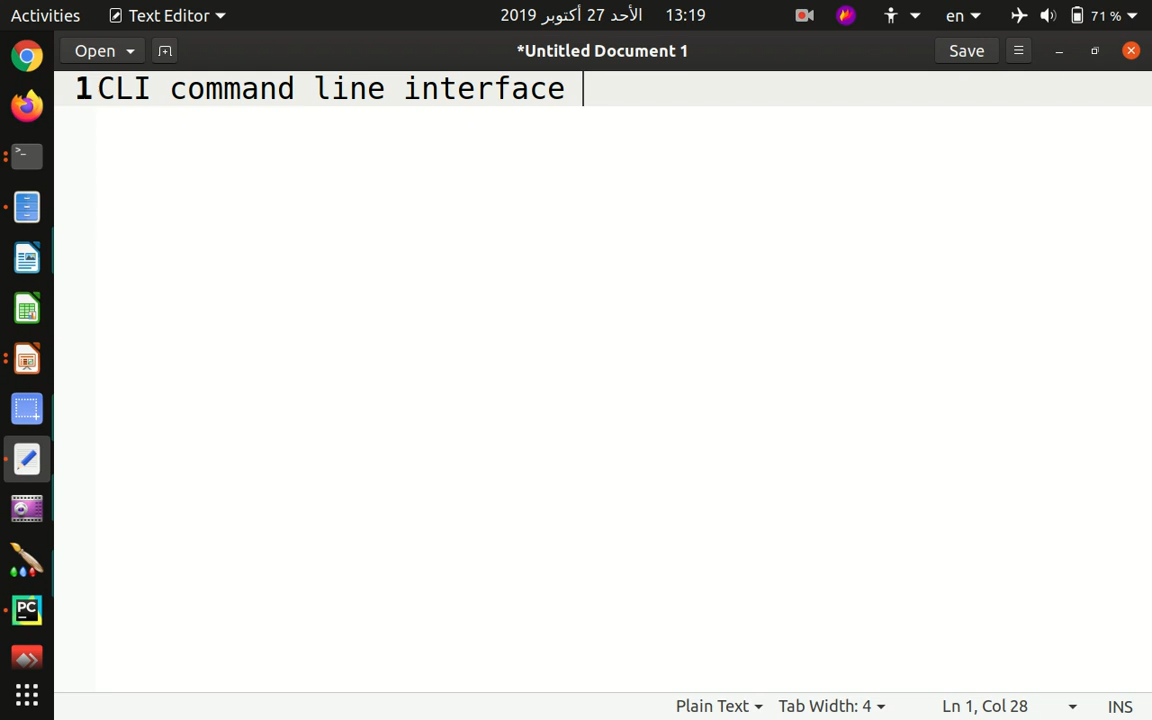 Activities Text Editor الأحد 27 أكتوبر 2019 13:19 en 71 %
Open *Untitled Document 1 Save
1 CLI command line interface
PC
Plain Text Tab Width: 4 Ln 1, Col 28 INS